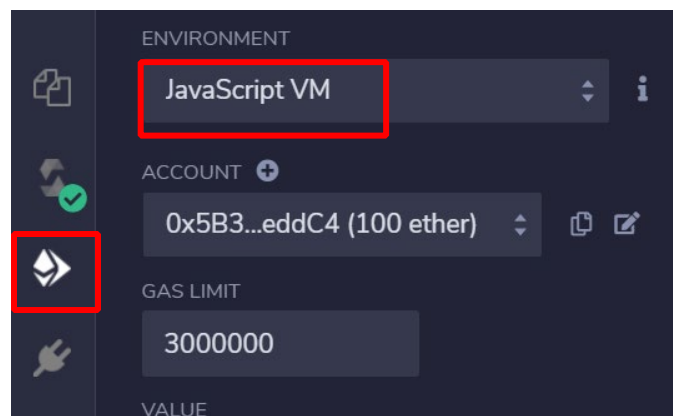 ENVIRONMENT
JavaScript VM
ACCOUNT
0x5B3...eddC4 (100 ether)
GAS LIMIT
3000000
VALUE